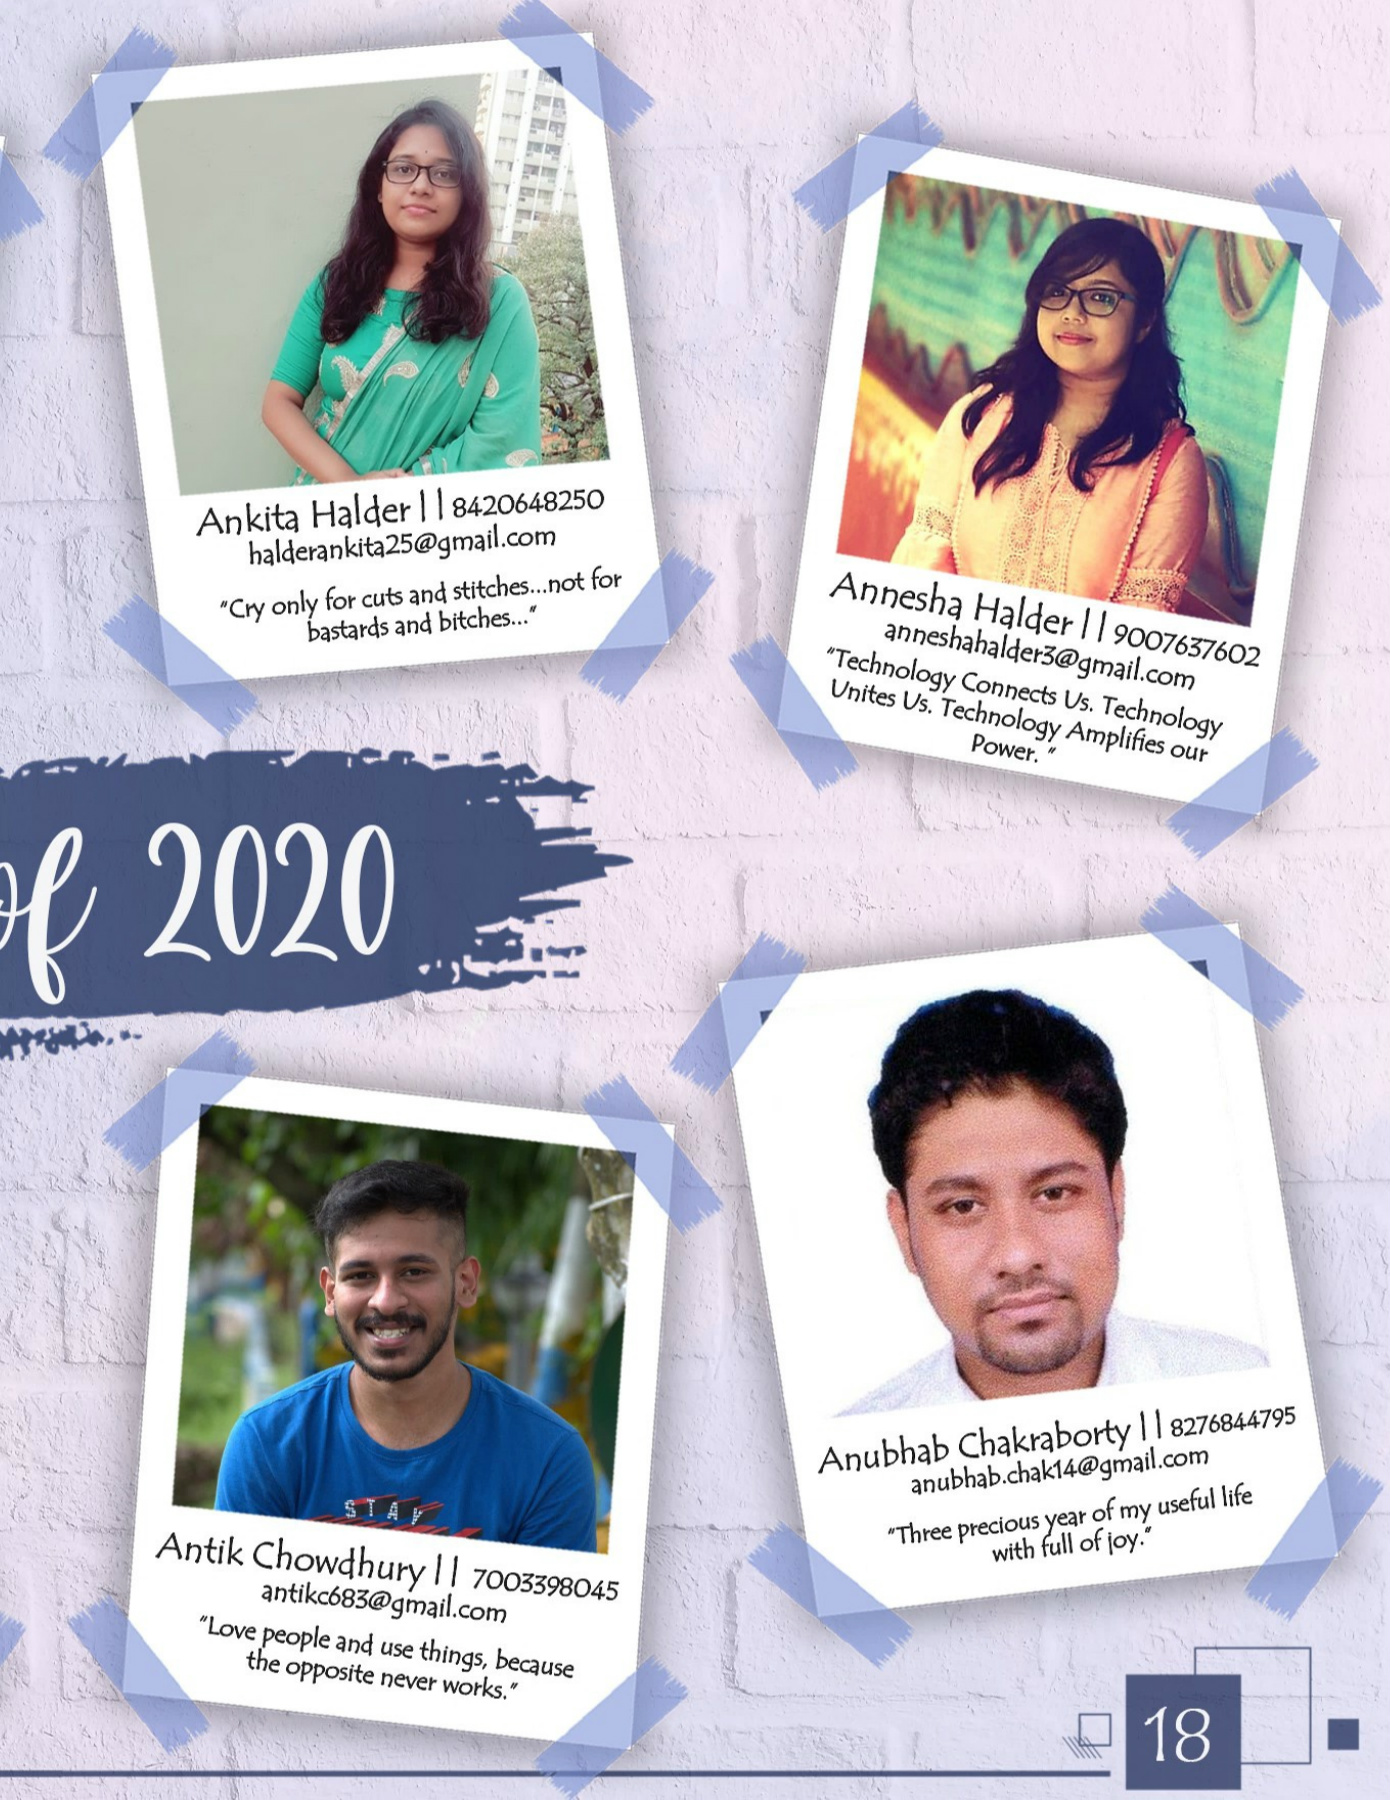 Ankita Halder || 8420648250
halderankita25@gmail.com
"Cry only for cuts and stitches...not for
bastards and bitches..."
Annesha Halder || 9007637602
anneshahalder3@gmail.com
"Technology Connects Us. Technology
Unites Us. Technology Amplifies our
Power. "
of 2020
Antik Chowdhury || 7003398045
antikc683@gmail.com
"Love people and use things, because
the opposite never works."
STAY
Anubhab Chakraborty || 8276844795
anubhab.chak14@gmail.com
"Three precious year of my useful life
with full of joy."
18